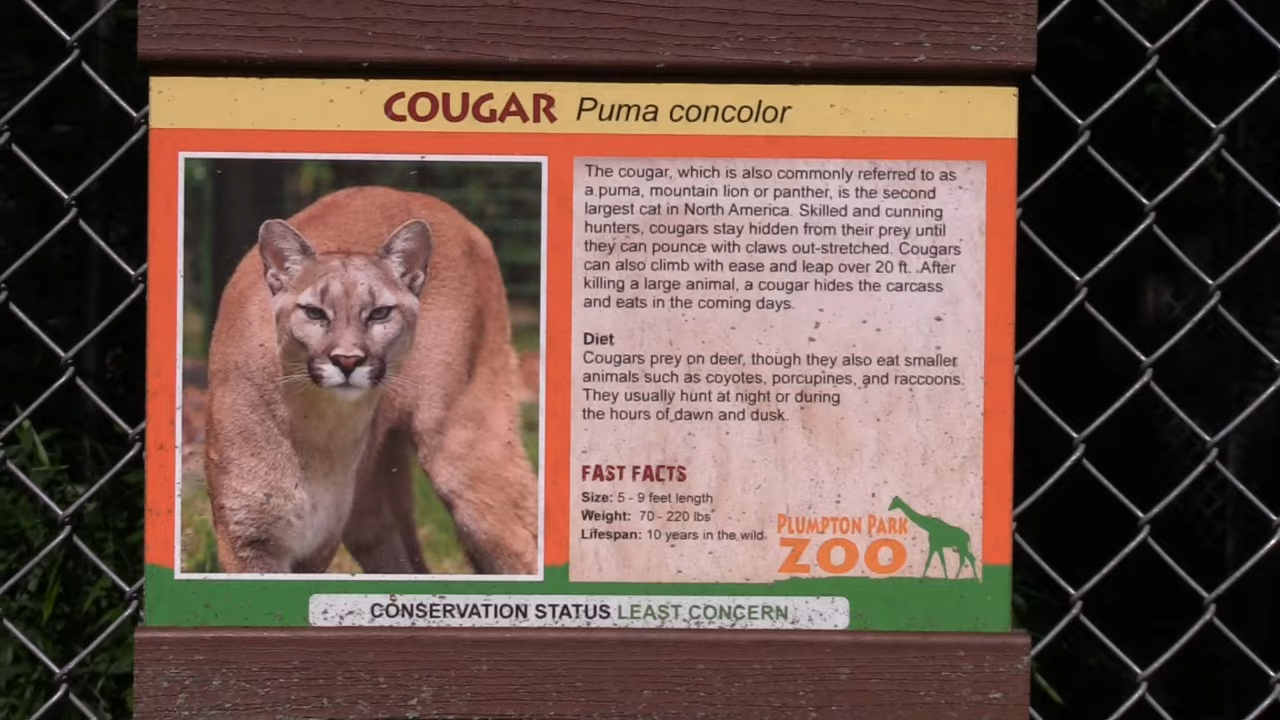 COUGAR Puma concolor
The cougar, which is also commonly referred to as
a puma, mountain lion or panther, is the second
largest cat in North America. Skilled and cunning
hunters, cougars stay hidden from their prey until
they can pounce with claws out-stretched. Cougars
can also climb with ease and leap over 20 ft. After
killing a large animal, a cougar hides the carcass
and eats in the coming days.
Diet
Cougars prey on deer, though they also eat smaller
animals such as coyotes, porcupines, and raccoons.
They usually hunt at night or during
the hours of dawn and dusk.
FAST FACTS
Size: 5 - 9 feet length
Weight: 70 - 220 lbs
Lifespan: 10 years in the wild
PLUMPTON PARK
ZOO
CONSERVATION STATUS LEAST CONCERN